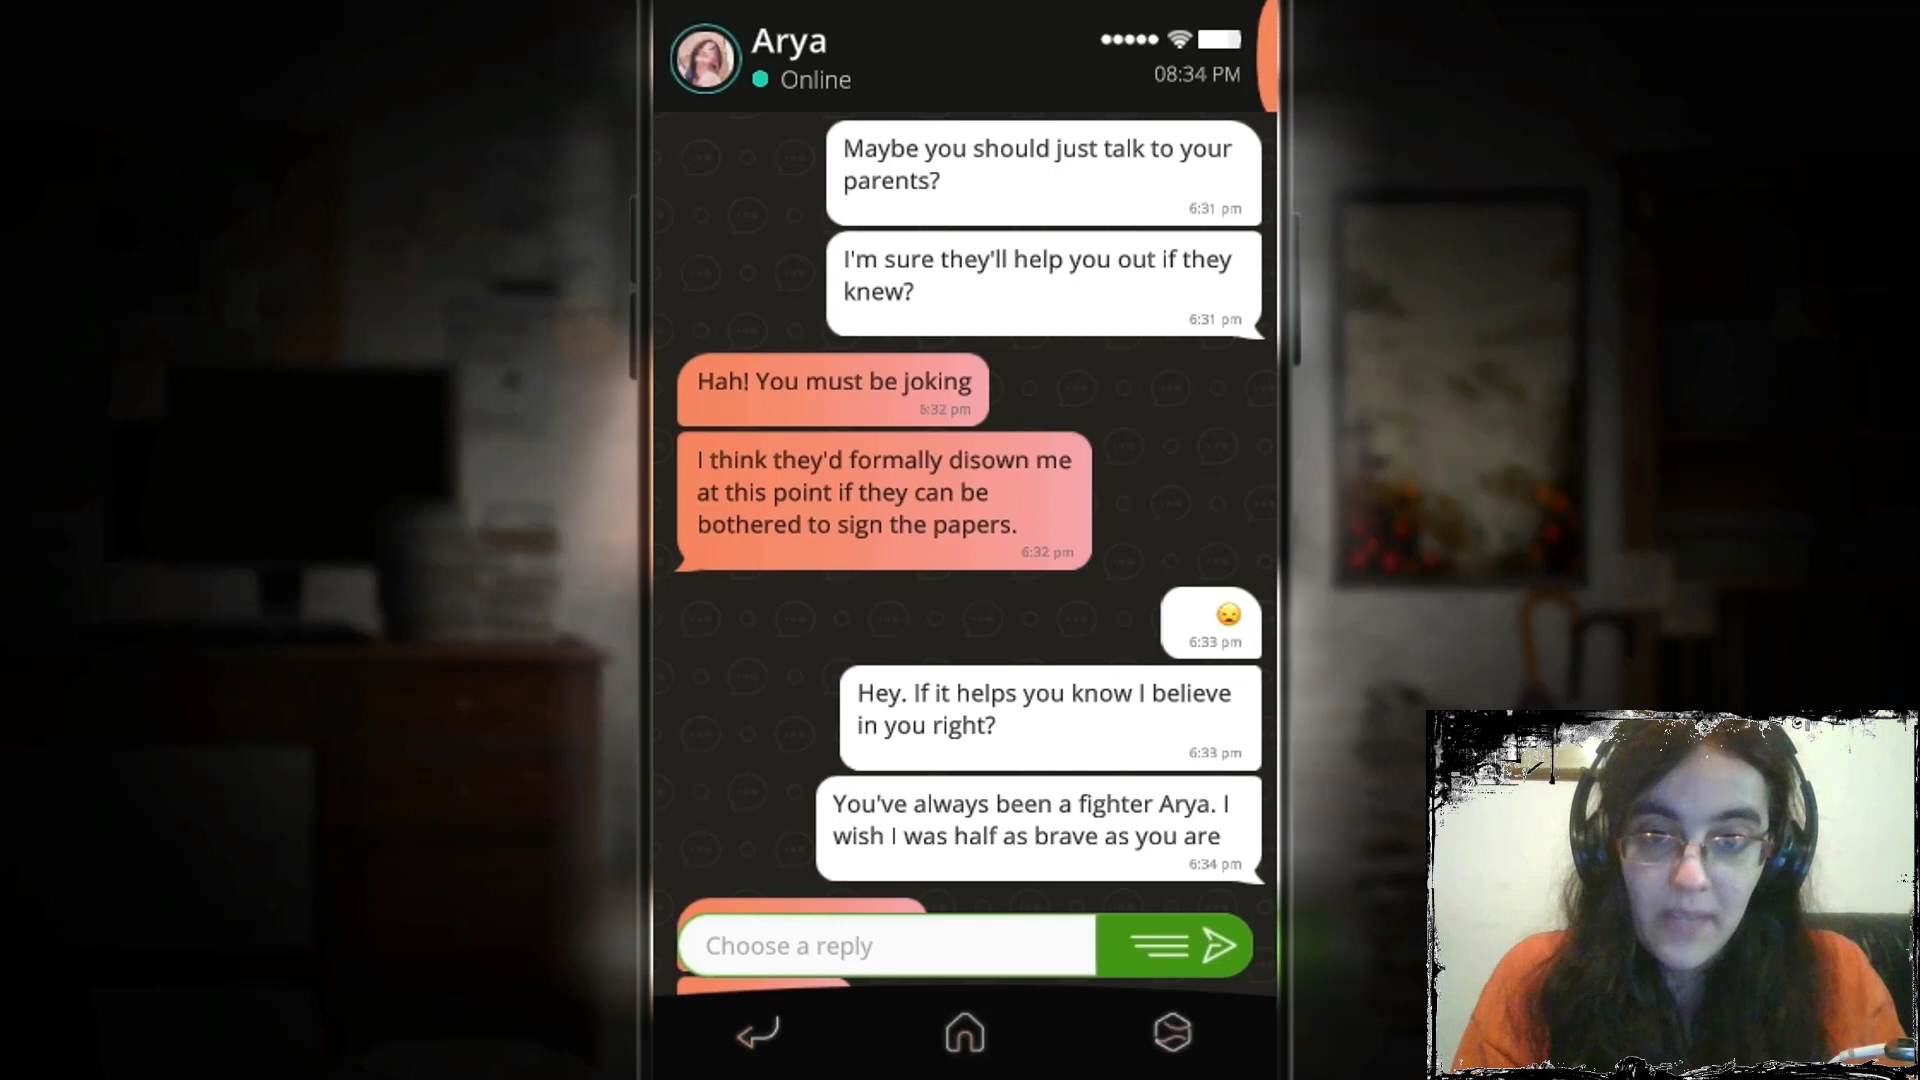 Arya
Online
08:34 PM
Maybe you should just talk to your
parents?
6:31 pm
I'm sure they'll help you out if they
knew?
6:31 pm
Hah! You must be joking
6:32 pm
I think they'd formally disown me
at this point if they can be
bothered to sign the papers.
6:32 pm
6:33 pm
Hey. If it helps you know I believe
in you right?
6:33 pm
You've always been a fighter Arya. I
wish I was half as brave as you are
6:34 pm
Choose a reply